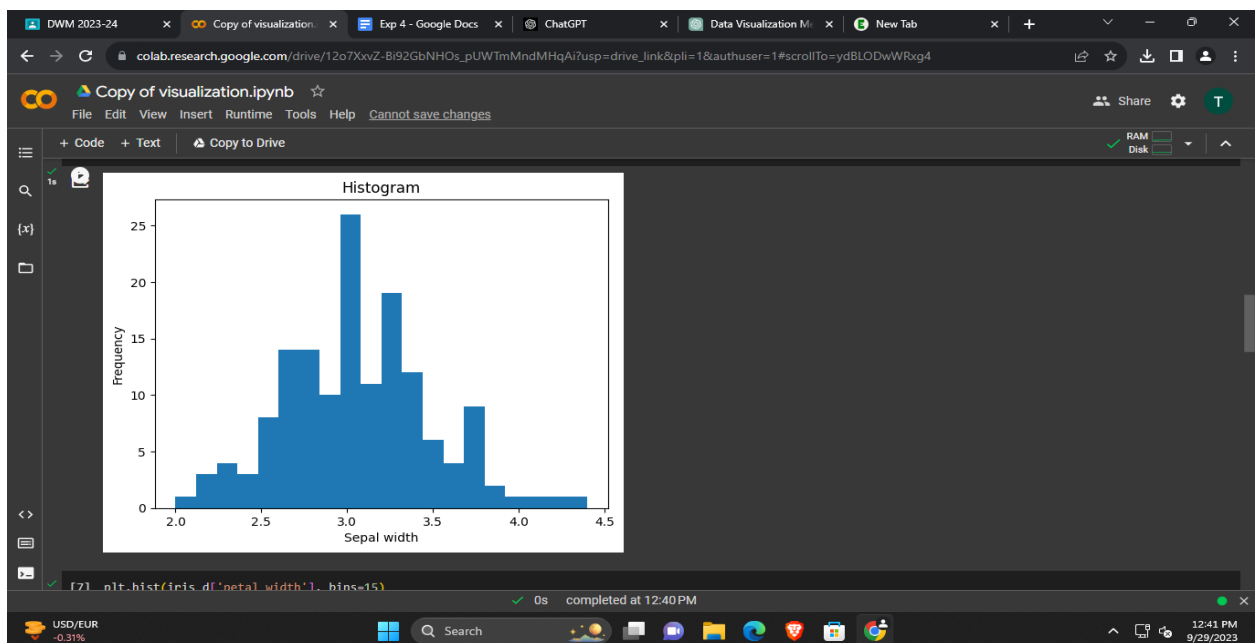 DWM 2023-24
Copy of visualization.
Exp 4 - Google Docs
ChatGPT
Data Visualization Me
New Tab
colab.research.google.com/drive/12o7XxvZ-Bi92GbNHOs_pUWTmMndMHqAi?usp=drive_link&pli=1&authuser=1#scrollTo=ydBLODwWRxg4
Copy of visualization.ipynb
File Edit View Insert Runtime Tools Help Cannot save changes
Share
T
+ Code + Text Copy to Drive
RAM
Disk
1s
{x}
Histogram
Frequency
25
20
15
10
5
0
2.0 2.5 3.0 3.5 4.0 4.5
Sepal width
[7] plt.hist(iris_d['petal_width'], bins=15)
0s completed at 12:40 PM
USD/EUR
-0.31%
Search
12:41 PM
9/29/2023